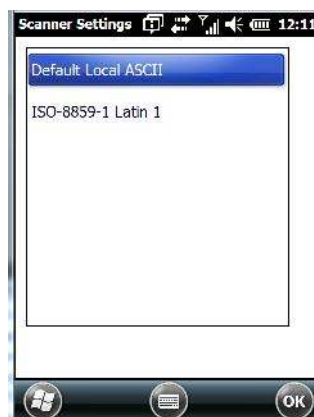 Scanner Settings 12:11
Default Local ASCII
ISO-8859-1 Latin 1
OK